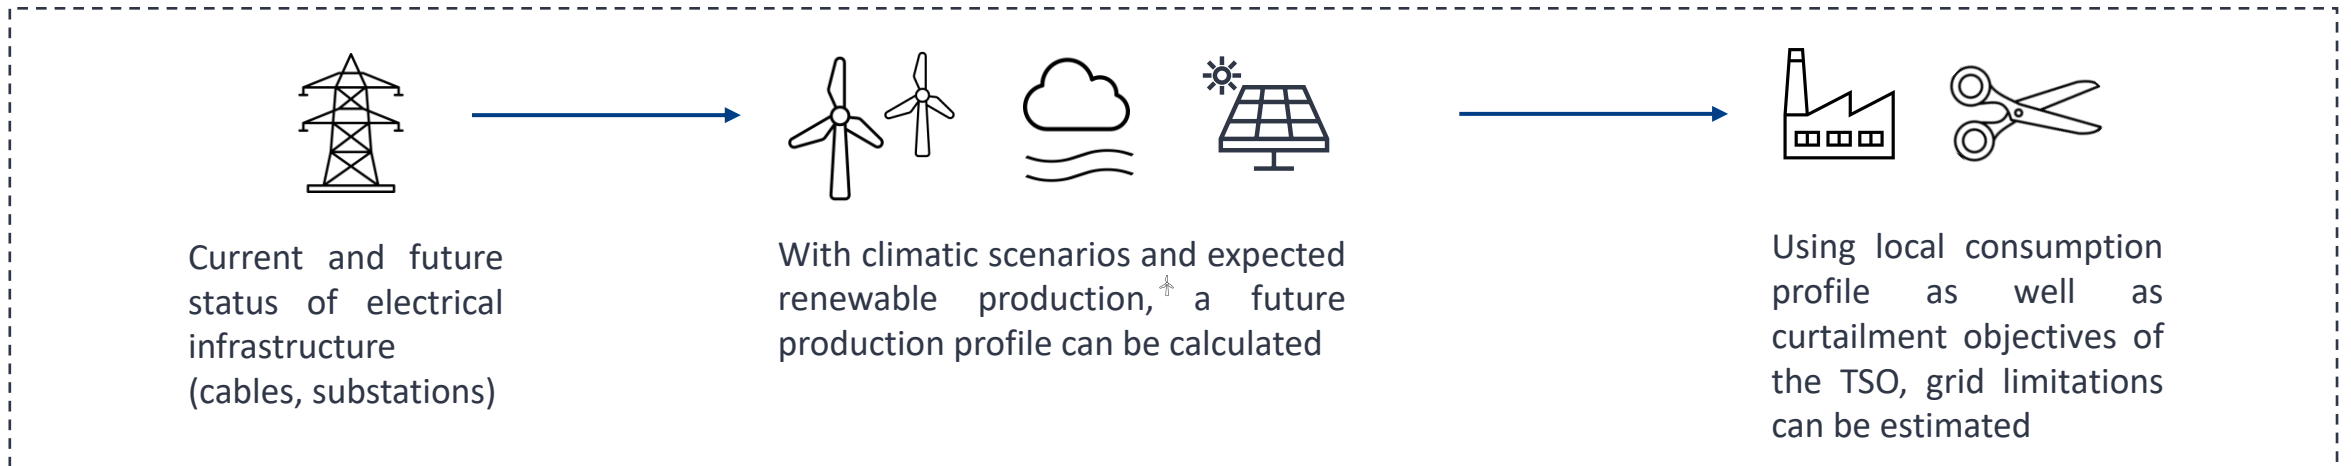 Current and future
status of electrical
infrastructure
(cables, substations)
With climatic scenarios and expected
renewable production, a future
production profile can be calculated
Using local consumption
profile as well as
curtailment objectives of
the TSO, grid limitations
can be estimated